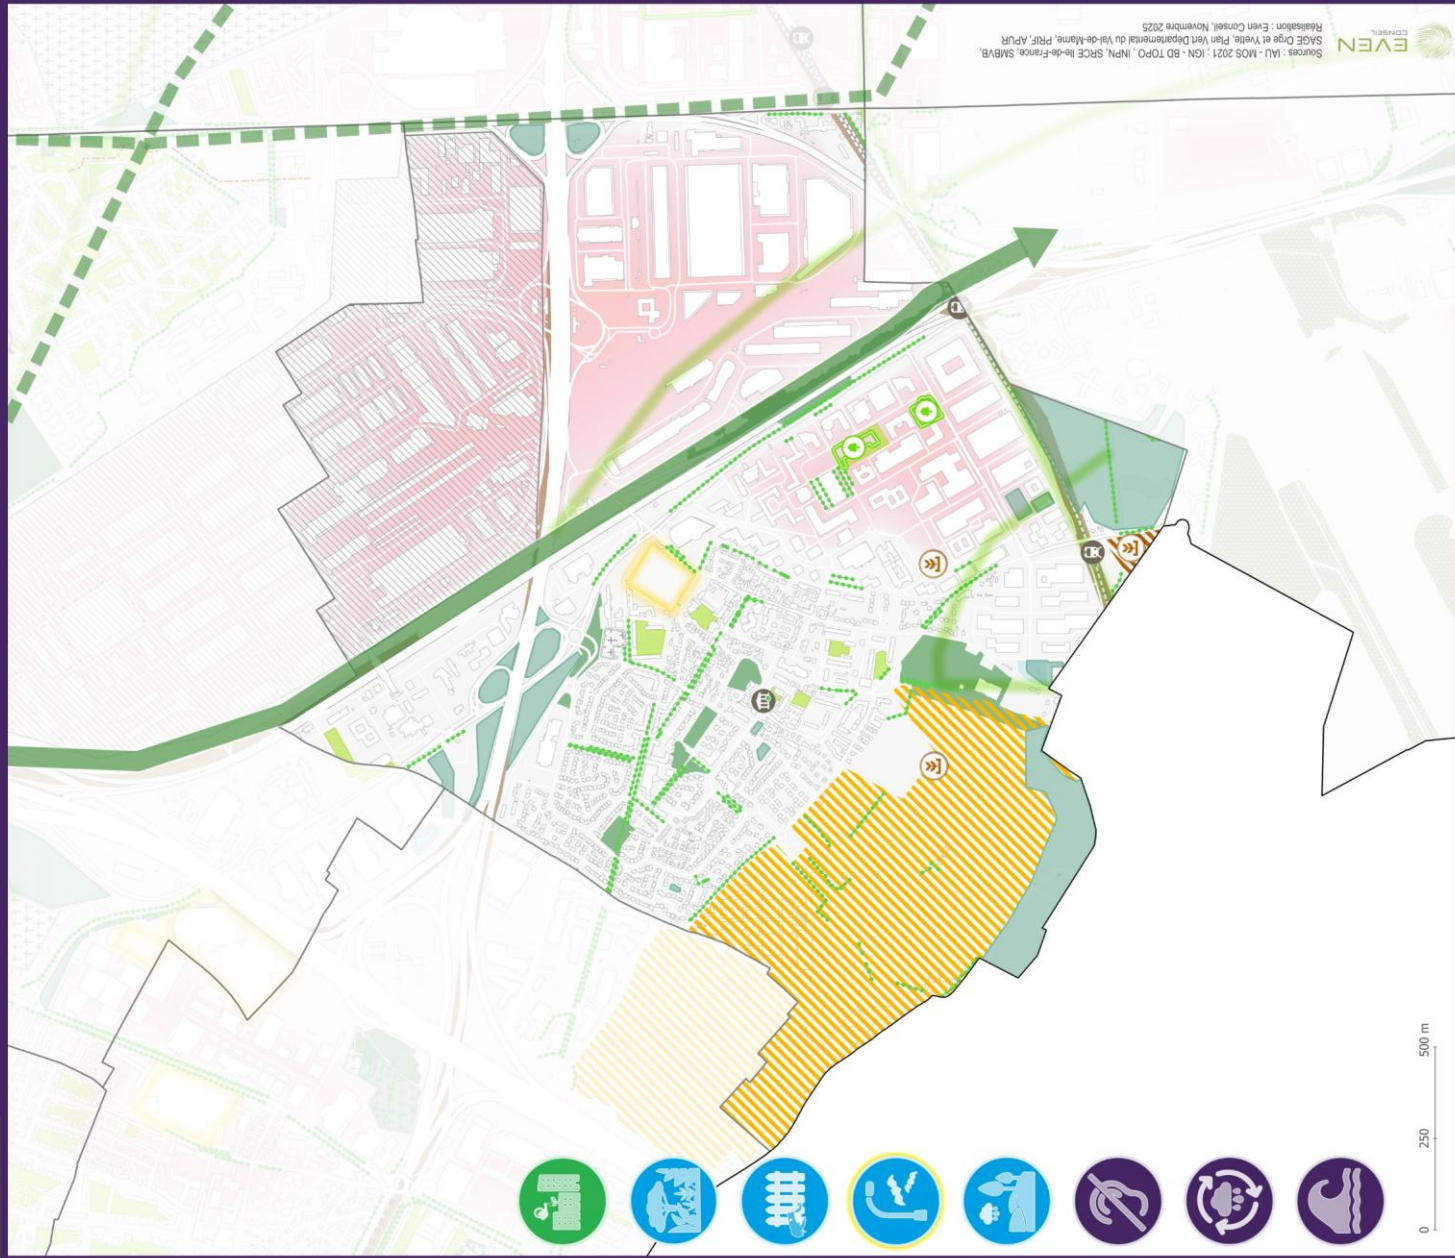 Sources : IAU - MOS 2021 ; IGN - BD TOPO , INPN, SRCE Ile-de-France, SMBVB,
SAGE Orge et Yvette, Plan Vert Départemental du Val-de-Marne, PRIF, APUR
Réalisation : Even Conseil, Novembre 2025
EVEN
CONSEIL
0 250 500 m